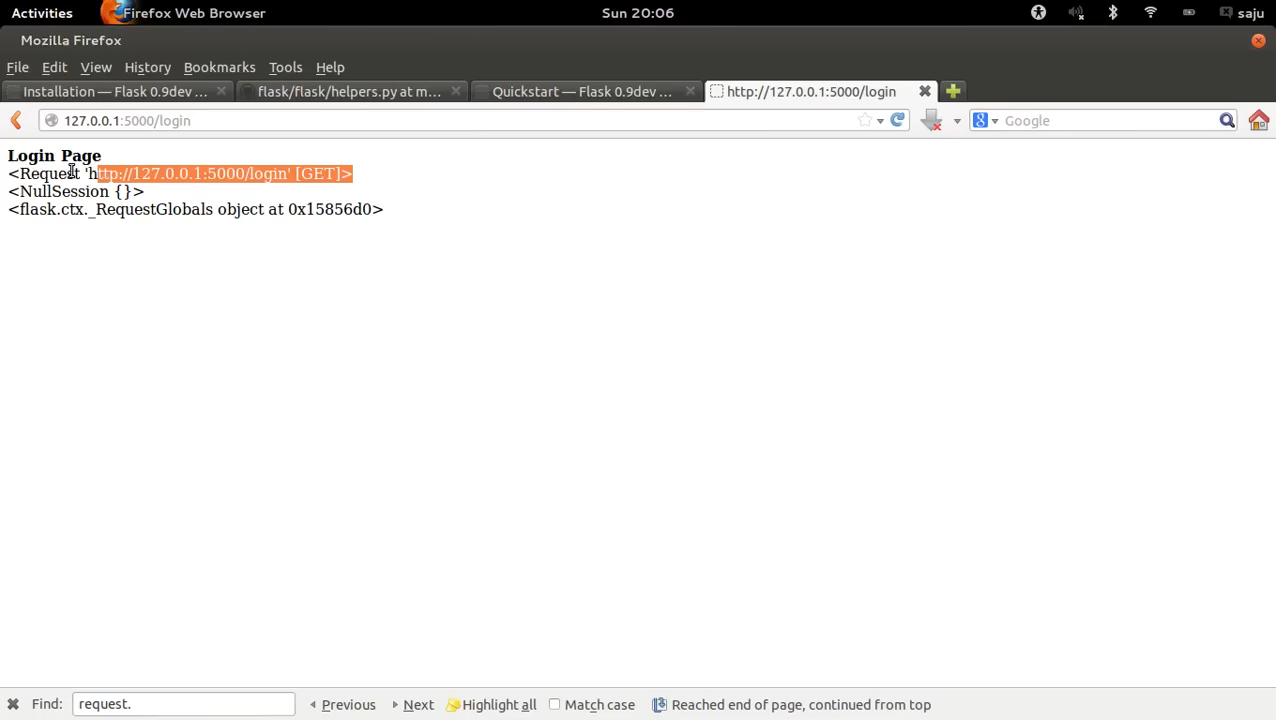 Activities Firefox Web Browser Sun 20:06 saju
Mozilla Firefox
File Edit View History Bookmarks Tools Help
Installation — Flask 0.9dev ... flask/flask/helpers.py at m... Quickstart — Flask 0.9dev ... http://127.0.0.1:5000/login
127.0.0.1:5000/login Google
Login Page
<Request 'http://127.0.0.1:5000/login' [GET]>
<NullSession {}>
<flask.ctx._RequestGlobals object at 0x15856d0>
Find: request. Previous Next Highlight all Match case Reached end of page, continued from top